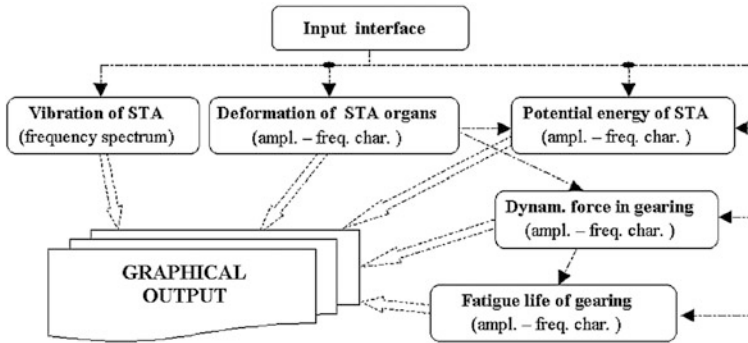 Input interface
Vibration of STA
(frequency spectrum)
Deformation of STA organs
(ampl. – freq. char. )
Potential energy of STA
(ampl. – freq. char. )
Dynam. force in gearing
(ampl. – freq. char. )
GRAPHICAL
OUTPUT
Fatigue life of gearing
(ampl. – freq. char. )